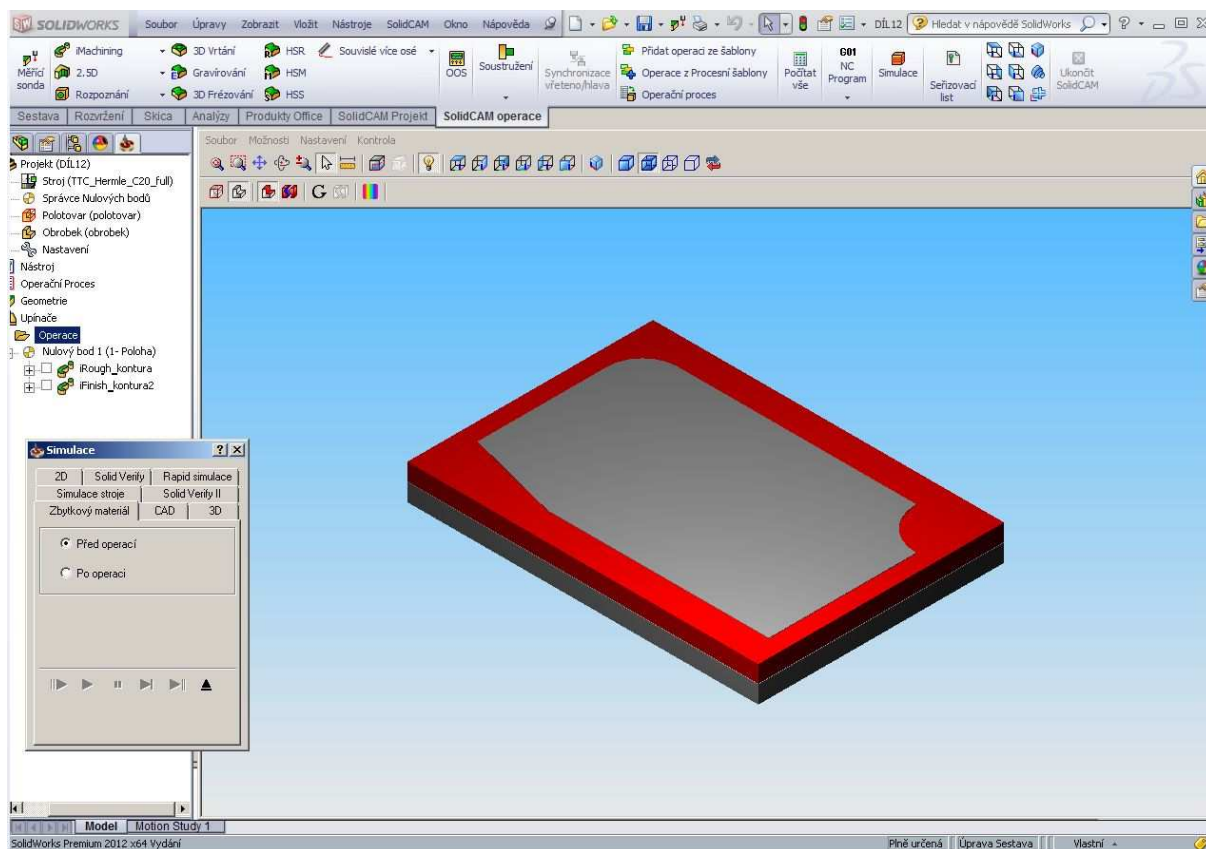 SOLIDWORKS Soubor Úpravy Zobrazit Vložit Nástroje SolidCAM Okno Nápověda DÍL12 Hledat v nápovědě SolidWorks
iMachining 3D Vrtání HSR Souvislé více osé
Měřící sonda 2.5D Gravírování HSM
Rozpoznání 3D Frézování HSS
OOS Soustružení Synchronizace vřeteno/hlava
Přidat operaci ze šablony
Operace z Procesní šablony
Operační proces
Počítat vše G01 NC Program Simulace Seřizovací list Ukončit SolidCAM
Sestava Rozvržení Skica Analýzy Produkty Office SolidCAM Projekt SolidCAM operace
Soubor Možnosti Nastavení Kontrola
G
Projekt (DÍL12)
Stroj (TTC_Hermle_C20_full)
Správce Nulových bodů
Polotovar (polotovar)
Obrobek (obrobek)
Nastavení
Nástroj
Operační Proces
Geometrie
Upínače
Operace
Nulový bod 1 (1- Poloha)
iRough_kontura
iFinish_kontura2
Simulace
2D Solid Verify Rapid simulace
Simulace stroje Solid Verify II
Zbytkový materiál CAD 3D
Před operací
Po operaci
Model Motion Study 1
SolidWorks Premium 2012 x64 Vydání Plně určená Úprava Sestava Vlastní